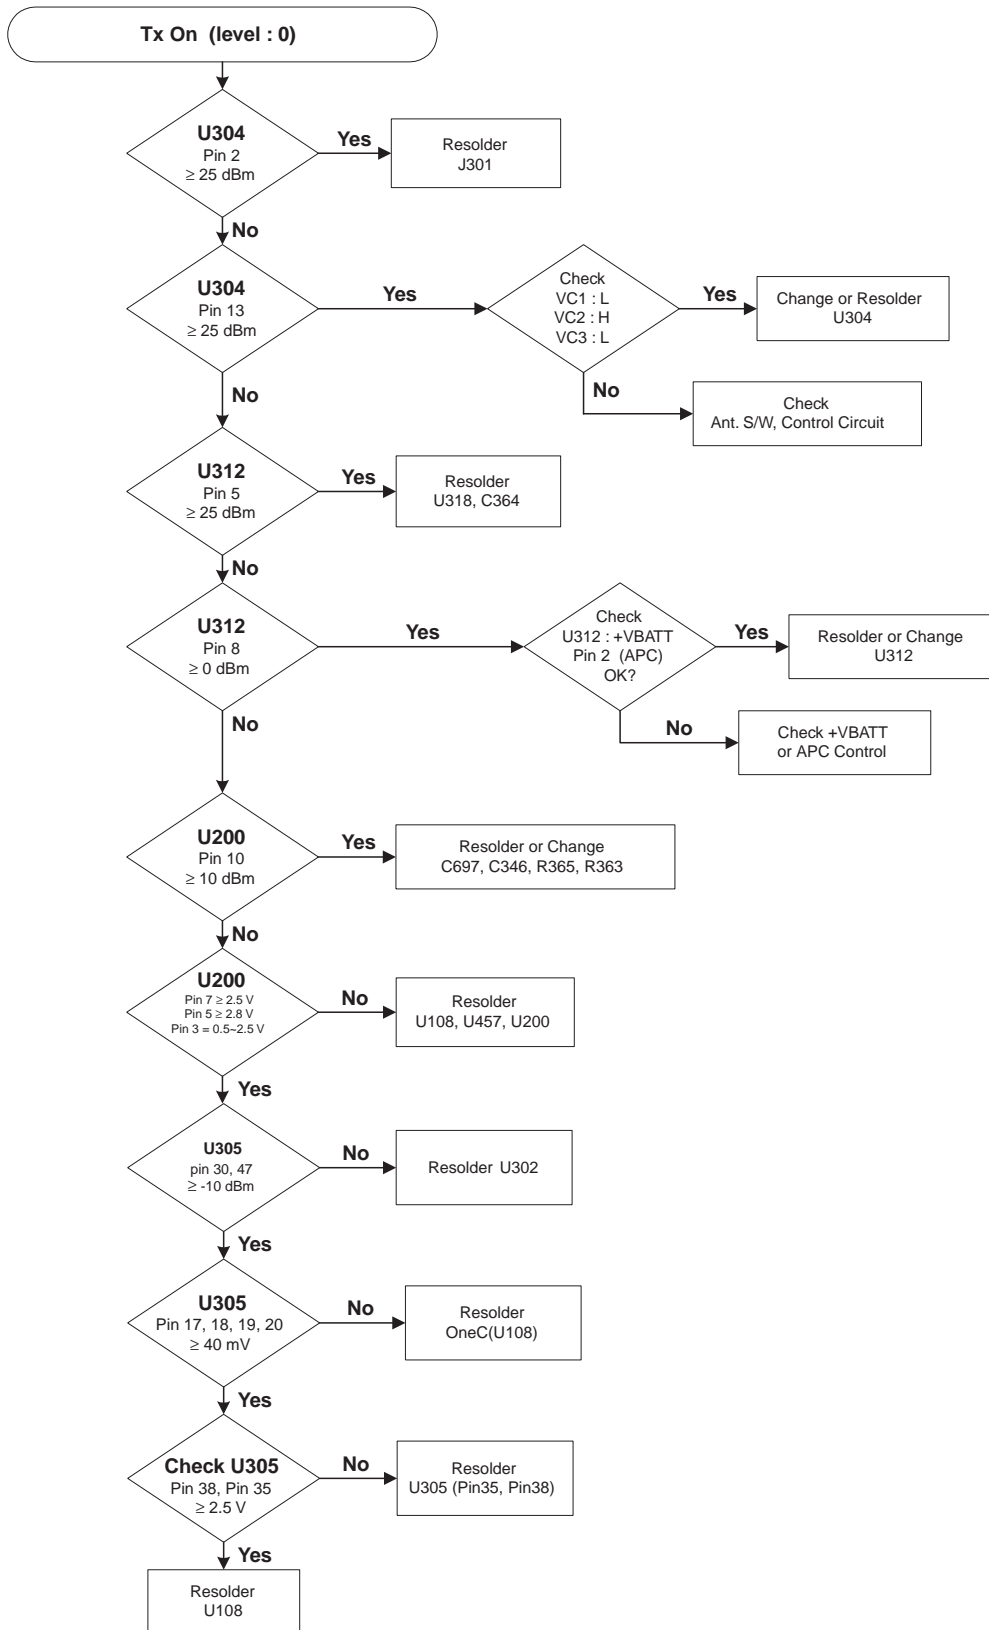 Tx On (level : 0)
U304
Pin 2
≥ 25 dBm
Yes
Resolder
J301
No
U304
Pin 13
≥ 25 dBm
Yes
Check
VC1 : L
VC2 : H
VC3 : L
Yes
Change or Resolder
U304
No
Check
Ant. S/W, Control Circuit
No
U312
Pin 5
≥ 25 dBm
Yes
Resolder
U318, C364
No
U312
Pin 8
≥ 0 dBm
Yes
Check
U312 : +VBATT
Pin 2 (APC)
OK?
Yes
Resolder or Change
U312
No
Check +VBATT
or APC Control
No
U200
Pin 10
≥ 10 dBm
Yes
Resolder or Change
C697, C346, R365, R363
No
U200
Pin 7 ≥ 2.5 V
Pin 5 ≥ 2.8 V
Pin 3 = 0.5~2.5 V
No
Resolder
U108, U457, U200
Yes
U305
pin 30, 47
≥ -10 dBm
No
Resolder U302
Yes
U305
Pin 17, 18, 19, 20
≥ 40 mV
No
Resolder
OneC(U108)
Yes
Check U305
Pin 38, Pin 35
≥ 2.5 V
No
Resolder
U305 (Pin35, Pin38)
Yes
Resolder
U108